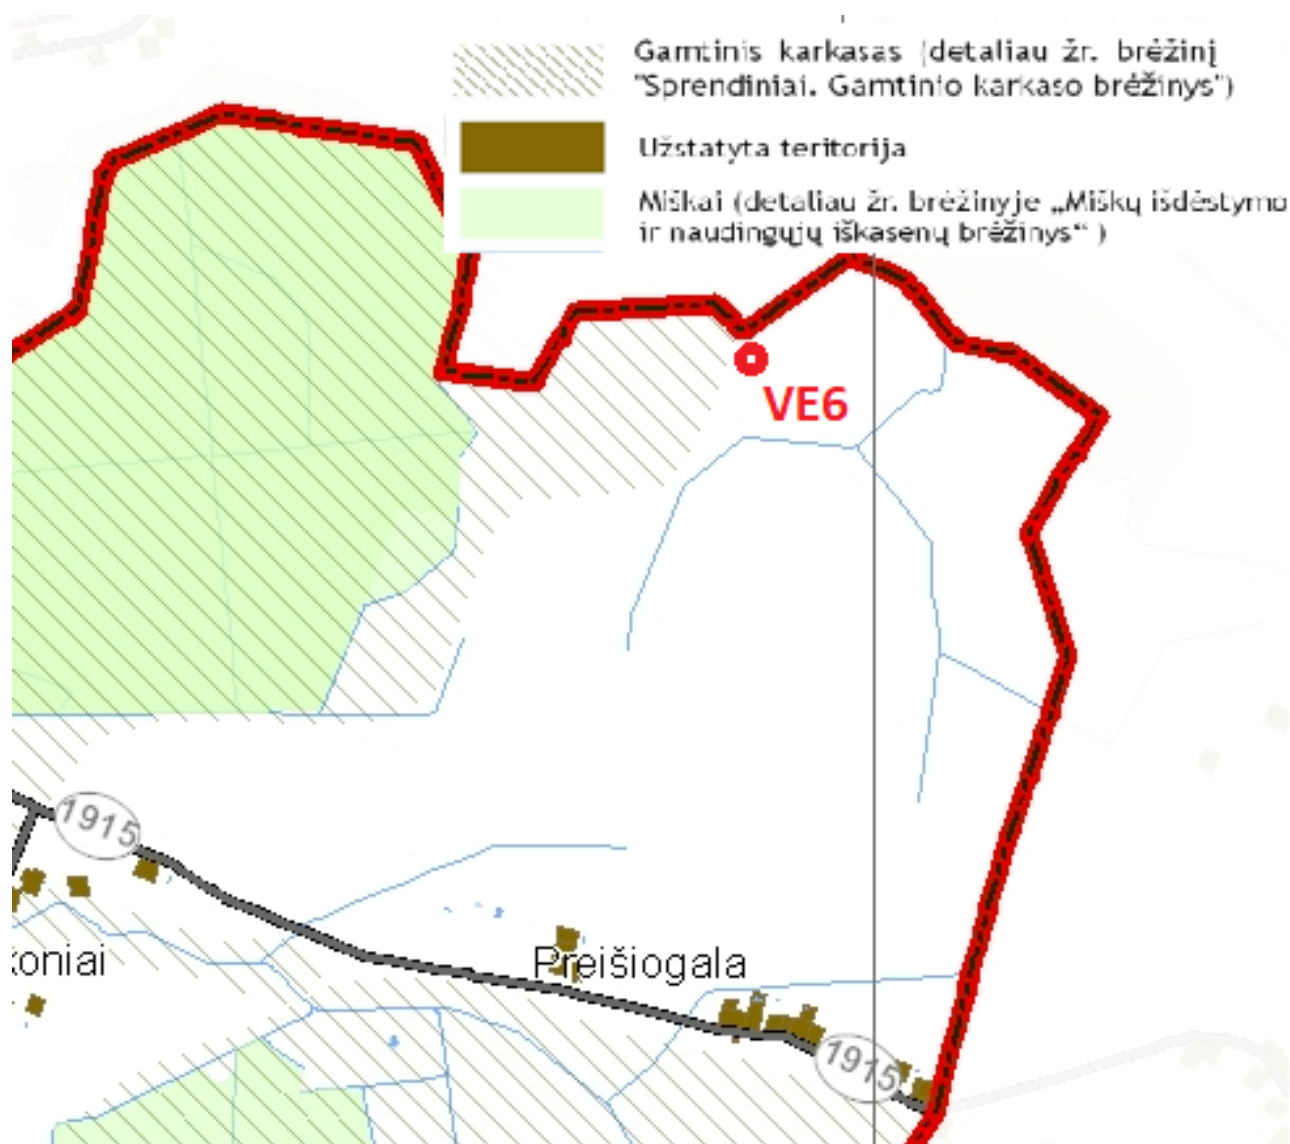 Gamtinis karkasas (detaliau žr. brėžinį
"Sprendiniai. Gamtinio karkaso brėžinys")
Užstatyta teritorija
Miškai (detaliau žr. brėžinyje „Miškų išdėstymo
ir naudingųjų iškasenų brėžinys“ )
VE6
1915
koniai
Preišiogala
1915